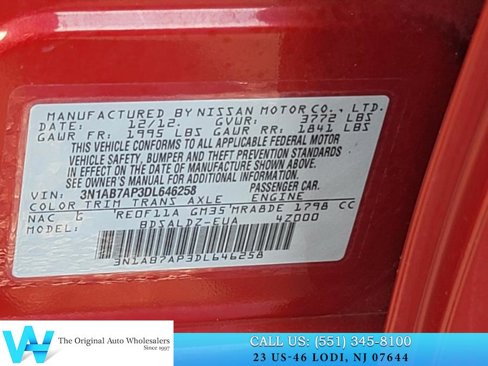 MANUFACTURED BY NISSAN MOTOR CO., LTD.
DATE: 12/12 GVWR: 3772 LBS
GAWR FR: 1995 LBS GAWR RR: 1841 LBS
THIS VEHICLE CONFORMS TO ALL APPLICABLE FEDERAL MOTOR
VEHICLE SAFETY, BUMPER AND THEFT PREVENTION STANDARDS
IN EFFECT ON THE DATE OF MANUFACTURE SHOWN ABOVE.
SEE OWNER'S MANUAL FOR MORE INFORMATION.
VIN: 3N1AB7AP3DL646258 PASSENGER CAR.
COLOR TRIM TRANS AXLE ENGINE
NAC G RE0F11A GM35 MRA8DE 1798 CC
MODEL: BDSALDZ-EUA 4Z000
3N1AB7AP3DL646258
W
The Original Auto Wholesalers
Since 1997
CALL US: (551) 345-8100
23 US-46 LODI, NJ 07644